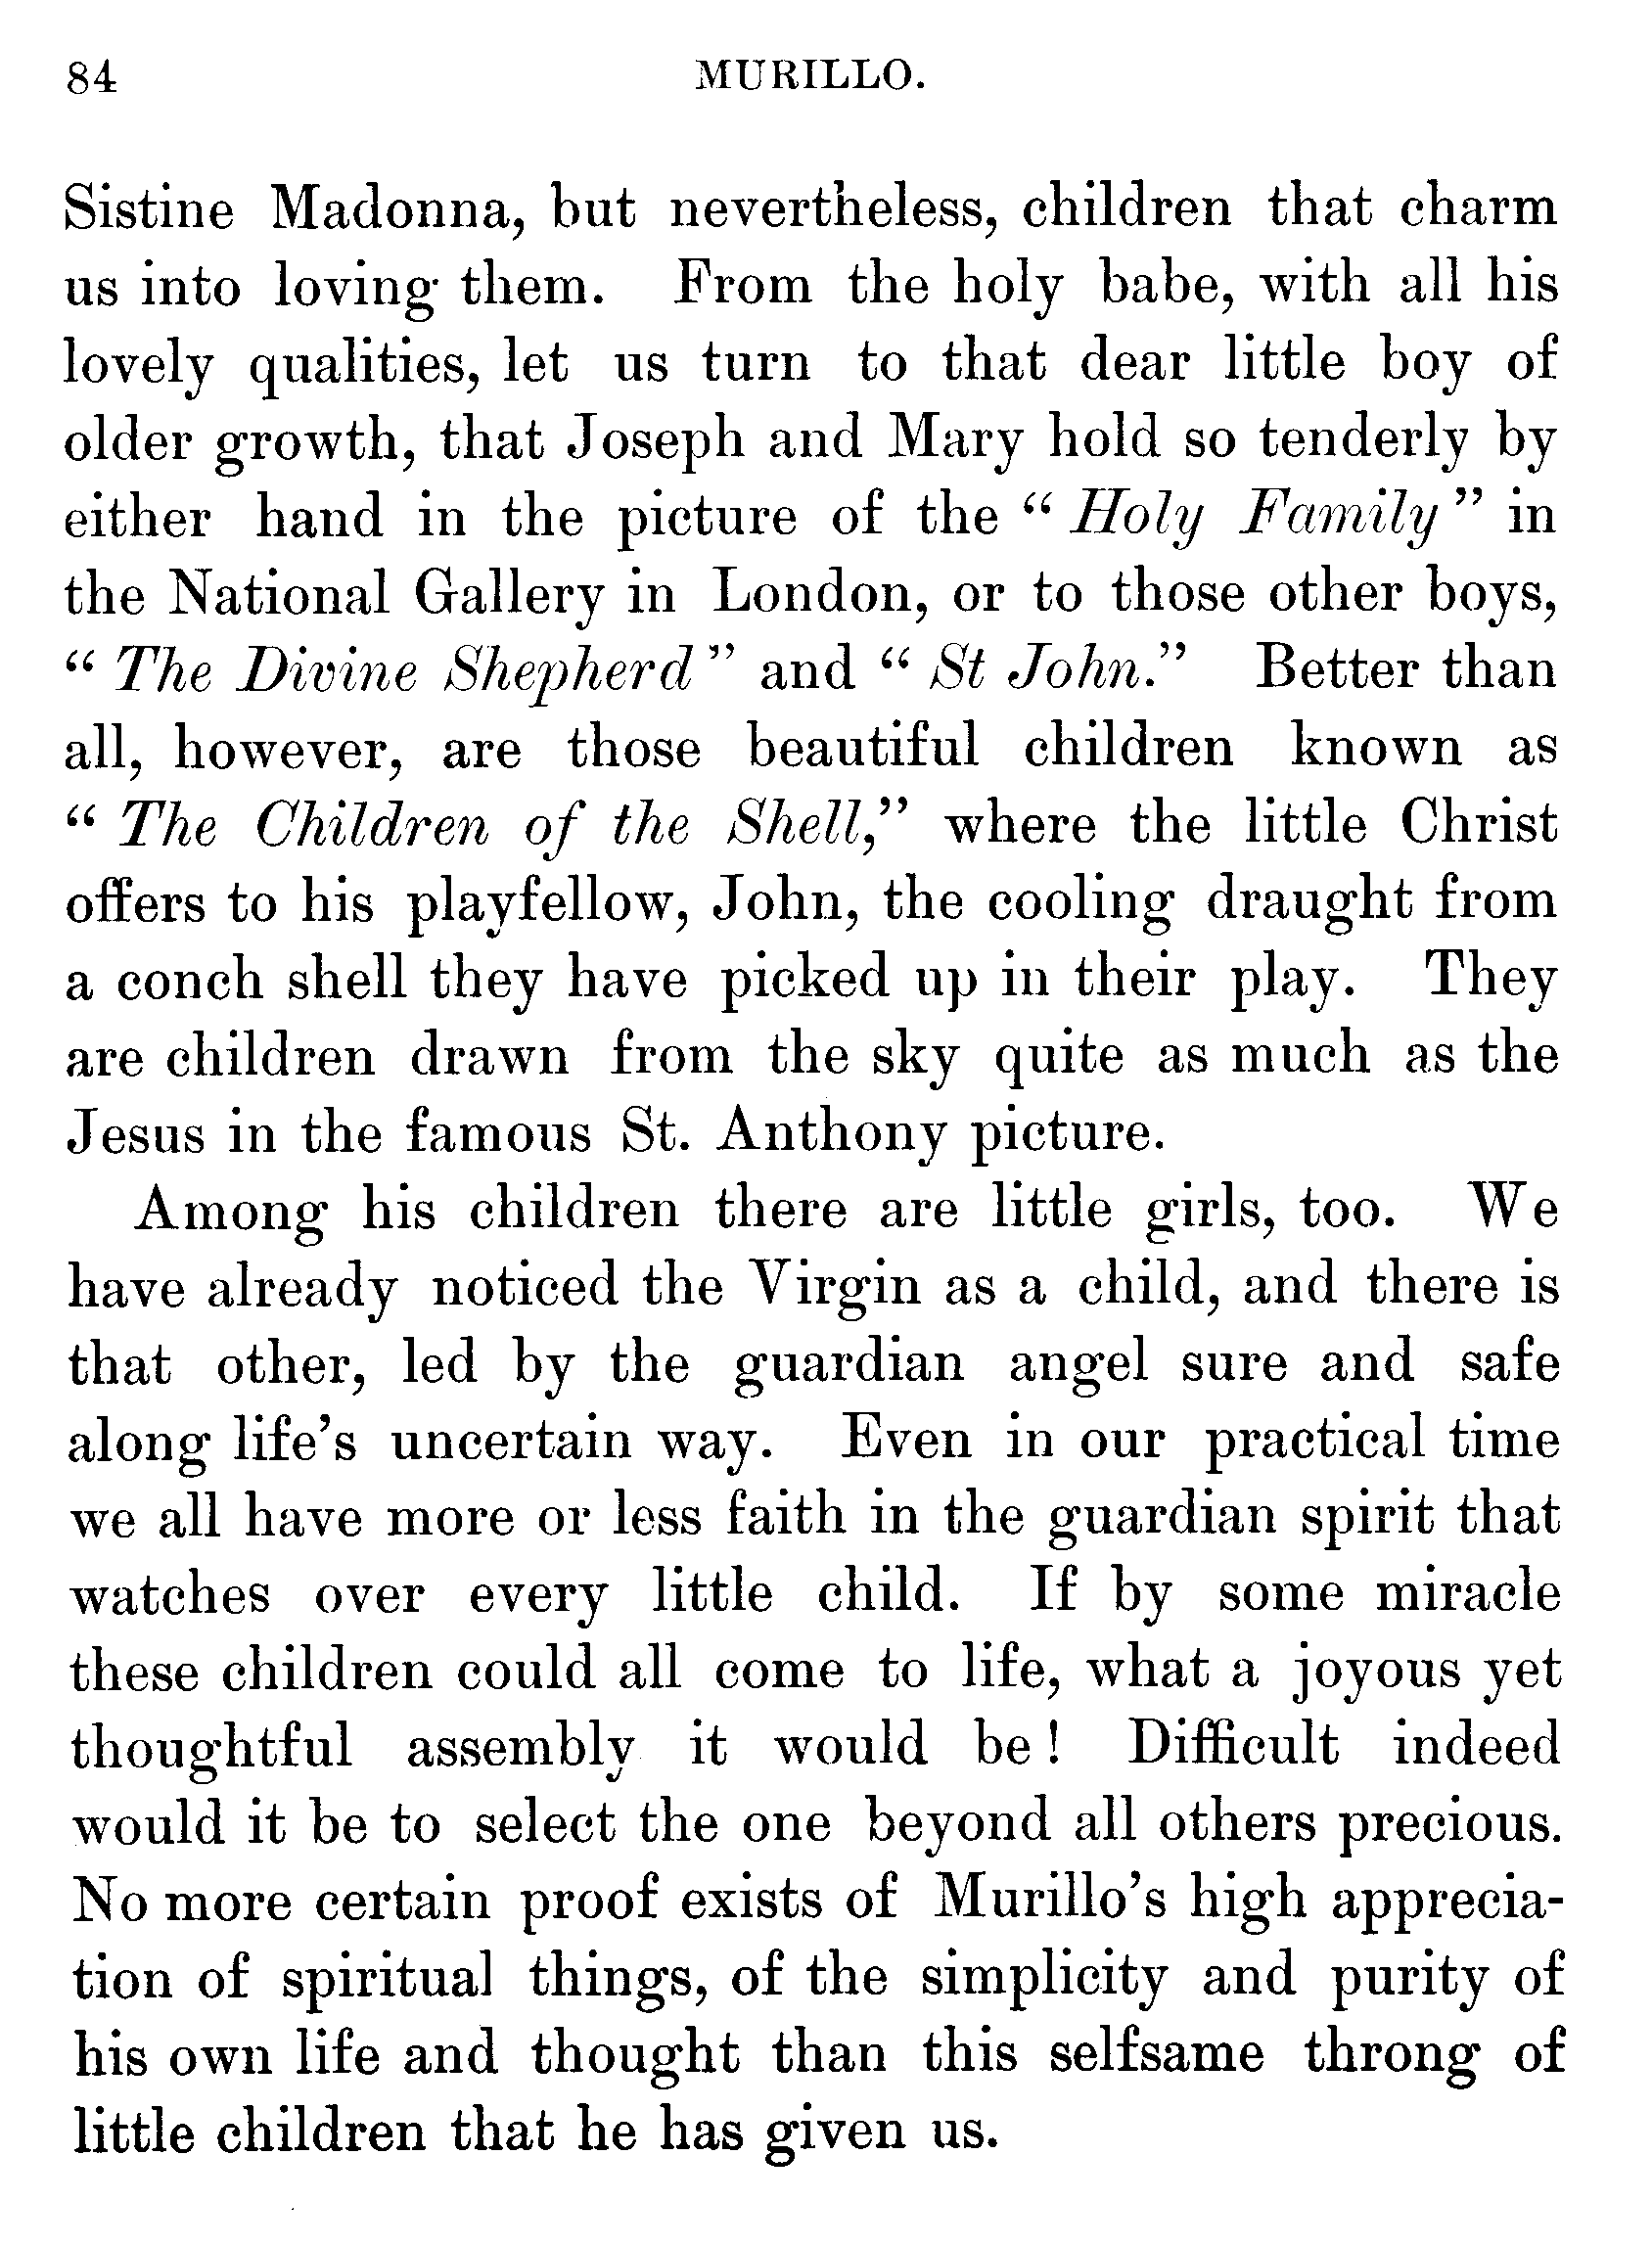 84 MURILLO.
Sistine Madonna, but nevertheless, children that charm
us into loving them. From the holy babe, with all his
lovely qualities, let us turn to that dear little boy of
older growth, that Joseph and Mary hold so tenderly by
either hand in the picture of the “Holy Family” in
the National Gallery in London, or to those other boys,
“The Divine Shepherd” and “St John.” Better than
all, however, are those beautiful children known as
“The Children of the Shell,” where the little Christ
offers to his playfellow, John, the cooling draught from
a conch shell they have picked up in their play. They
are children drawn from the sky quite as much as the
Jesus in the famous St. Anthony picture.
Among his children there are little girls, too. We
have already noticed the Virgin as a child, and there is
that other, led by the guardian angel sure and safe
along life’s uncertain way. Even in our practical time
we all have more or less faith in the guardian spirit that
watches over every little child. If by some miracle
these children could all come to life, what a joyous yet
thoughtful assembly it would be! Difficult indeed
would it be to select the one beyond all others precious.
No more certain proof exists of Murillo’s high apprecia-
tion of spiritual things, of the simplicity and purity of
his own life and thought than this selfsame throng of
little children that he has given us.